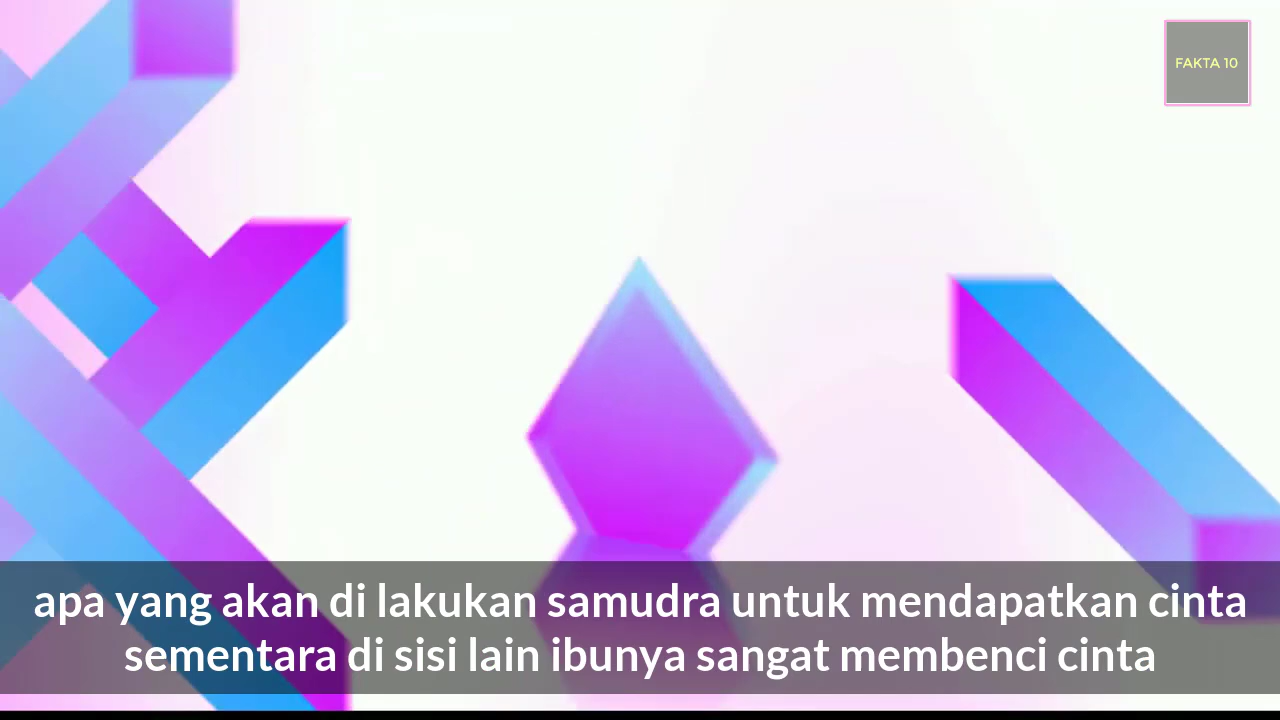 FAKTA 10
apa yang akan di lakukan samudra untuk mendapatkan cinta
sementara di sisi lain ibunya sangat membenci cinta